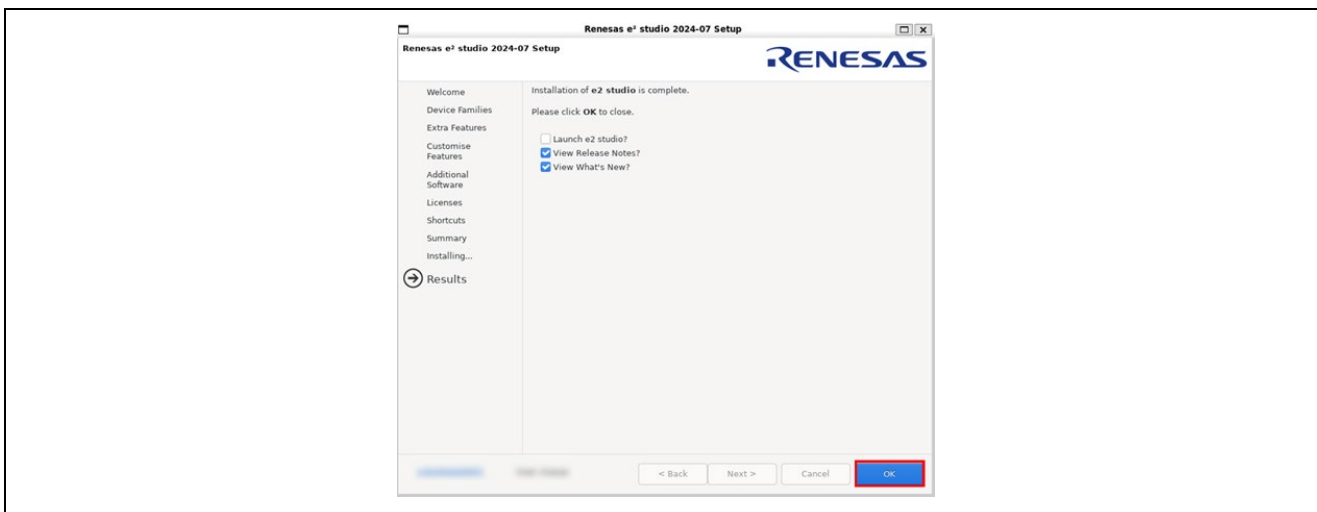 Renesas e² studio 2024-07 Setup
Renesas e² studio 2024-07 Setup
RENESAS
Welcome
Device Families
Extra Features
Customise
Features
Additional
Software
Licenses
Shortcuts
Summary
Installing...
Results
Installation of e2 studio is complete.
Please click OK to close.
Launch e2 studio?
View Release Notes?
View What's New?
< Back
Next >
Cancel
OK